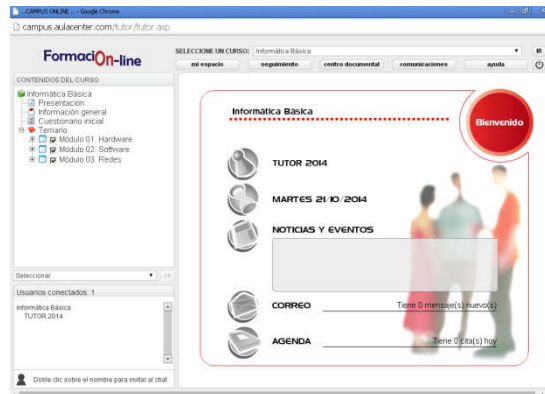 ..:CAMPUS ONLINE:... - Google Chrome
campus.aulacenter.com/tutor/tutor.asp
FormaciOn-line
SELECCIONE UN CURSO: Informática Básica
IR
mi espacio seguimiento centro documental comunicaciones ayuda
CONTENIDOS DEL CURSO
Informática Básica
Presentación
Información general
Cuestionario inicial
Temario
Módulo 01: Hardware
Módulo 02: Software
Módulo 03: Redes
Seleccionar
Usuarios conectados 1
Informática Básica
TUTOR 2014
Doble clic sobre el nombre para invitar al chat
Informática Básica
Bienvenido
TUTOR 2014
MARTES 21/10/2014
NOTICIAS Y EVENTOS
CORREO Tiene 0 mensaje(s) nuevo(s)
AGENDA Tiene 0 cita(s) hoy